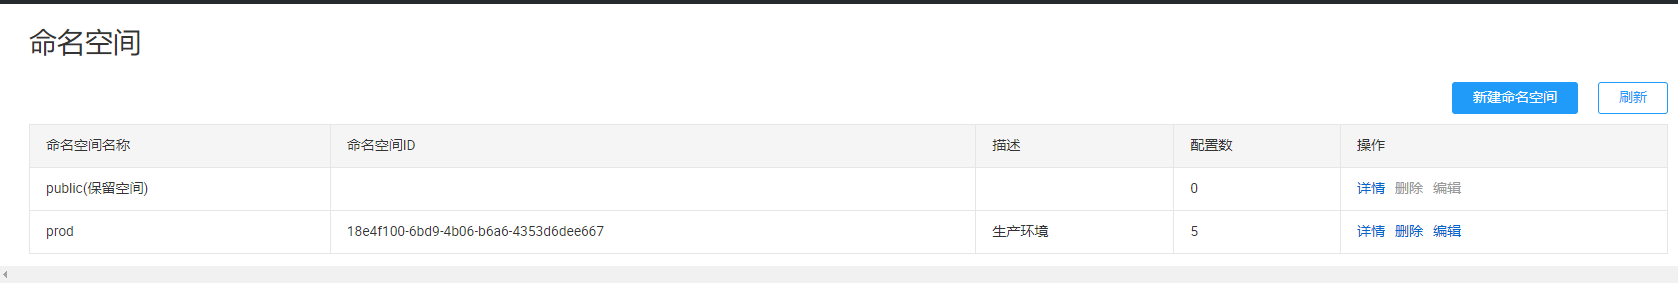 命名空间
新建命名空间 刷新
命名空间名称 命名空间ID 描述 配置数 操作
public(保留空间) 0 详情 删除 编辑
prod 18e4f100-6bd9-4b06-b6a6-4353d6dee667 生产环境 5 详情 删除 编辑